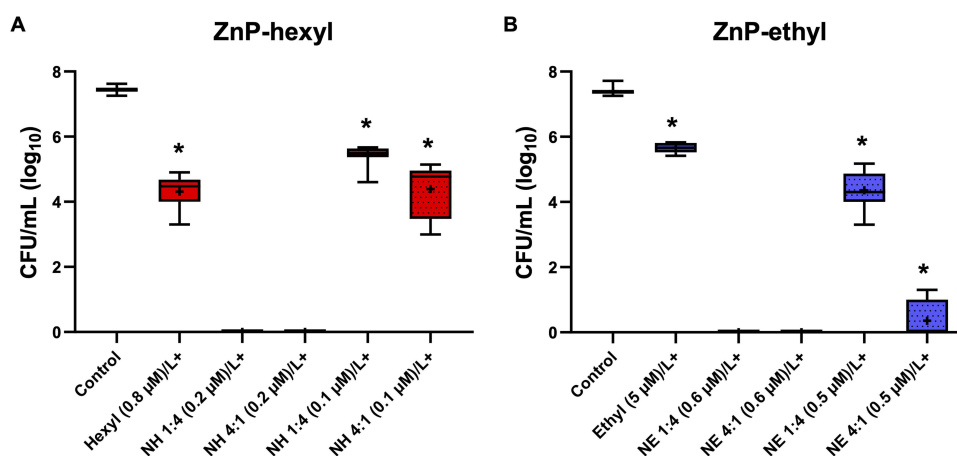 A
ZnP-hexyl
CFU/mL (log10)
8
6
4
2
0
*
*
*
Control
Hexyl (0.8 µM)/L+
NH 1:4 (0.2 µM)/L+
NH 4:1 (0.2 µM)/L+
NH 1:4 (0.1 µM)/L+
NH 4:1 (0.1 µM)/L+
B
ZnP-ethyl
CFU/mL (log10)
8
6
4
2
0
*
*
*
Control
Ethyl (5 µM)/L+
NE 1:4 (0.6 µM)/L+
NE 4:1 (0.6 µM)/L+
NE 1:4 (0.5 µM)/L+
NE 4:1 (0.5 µM)/L+